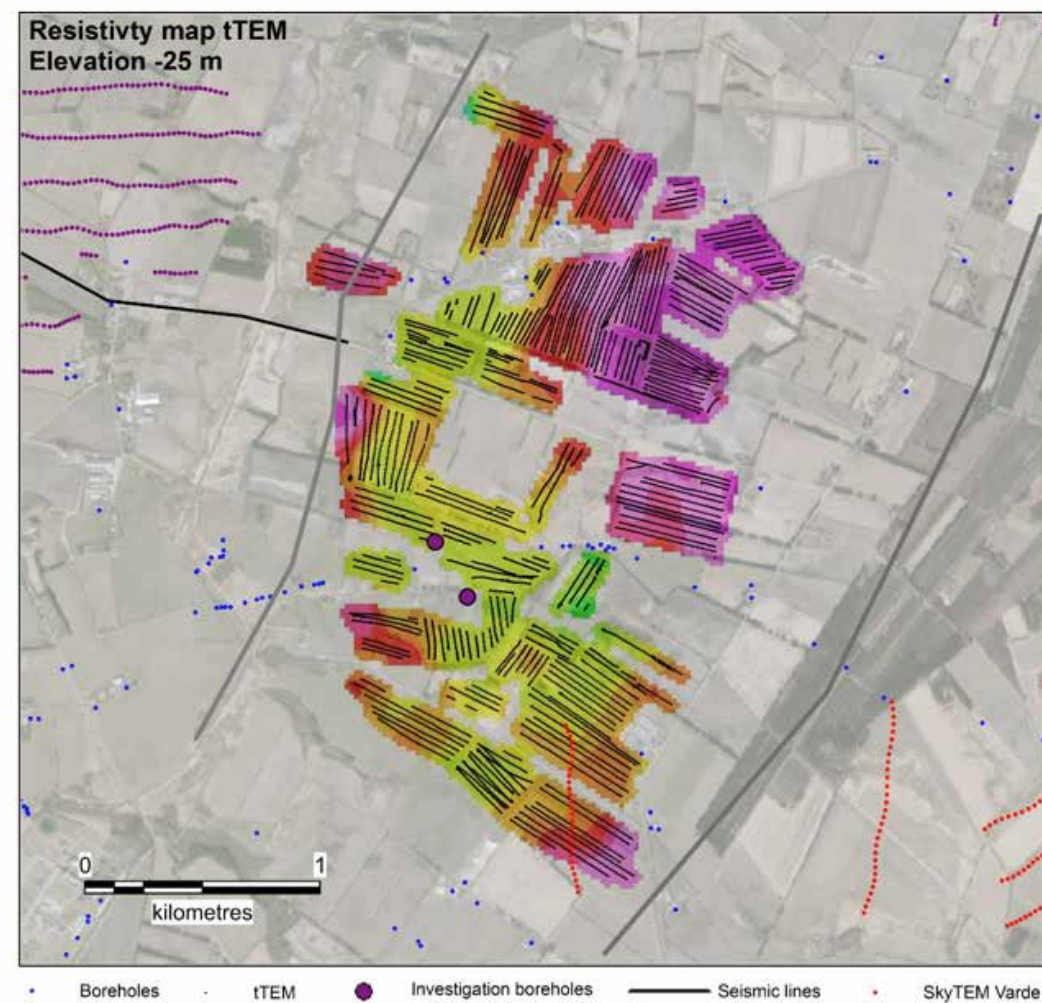 Resistivty map tTEM
Elevation -25 m
0 1
kilometres
Boreholes tTEM Investigation boreholes Seismic lines SkyTEM Varde